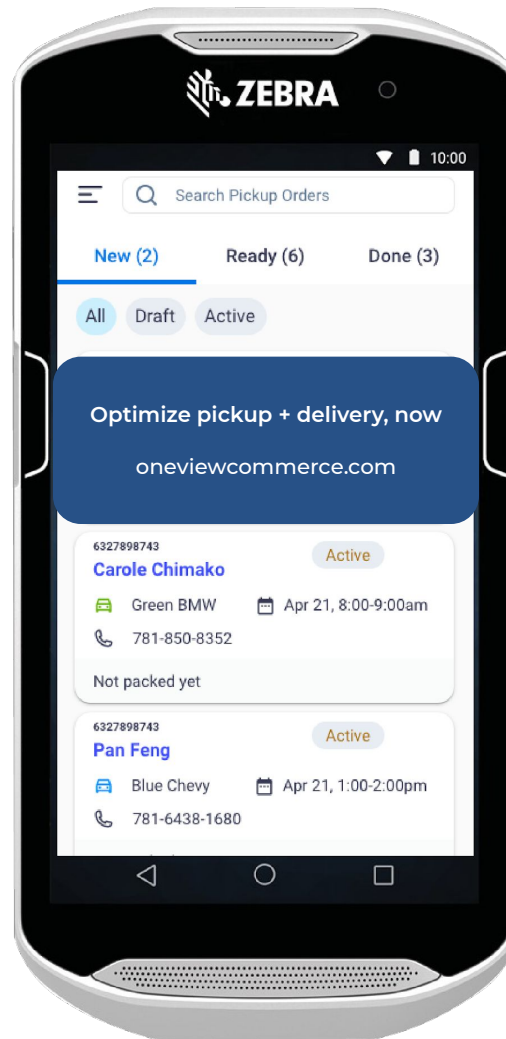 ZEBRA
10:00
Search Pickup Orders
New (2) Ready (6) Done (3)
All Draft Active
Optimize pickup + delivery, now
oneviewcommerce.com
6327898743
Active
Carole Chimako
Green BMW Apr 21, 8:00-9:00am
781-850-8352
Not packed yet
6327898743
Active
Pan Feng
Blue Chevy Apr 21, 1:00-2:00pm
781-6438-1680